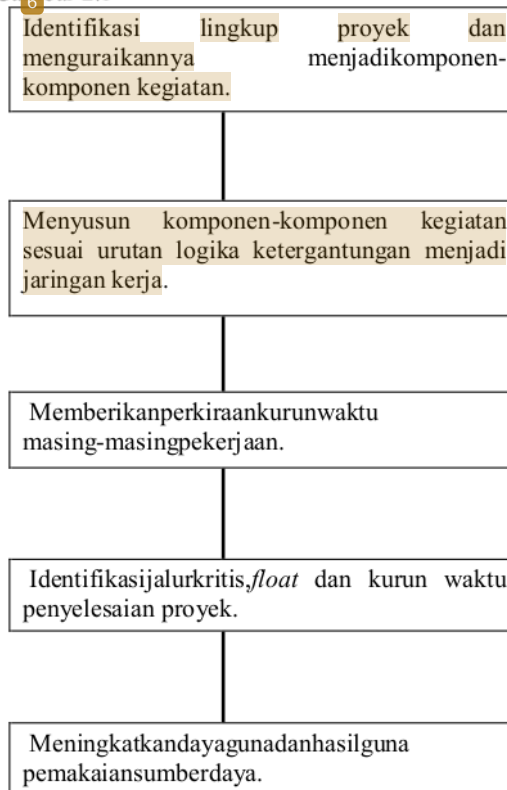 6
Identifikasi lingkup proyek dan
menguraikannya menjadikomponen-
komponen kegiatan.
Menyusun komponen-komponen kegiatan
sesuai urutan logika ketergantungan menjadi
jaringan kerja.
Memberikanperkiraankurunwaktu
masing-masingpekerjaan.
Identifikasijalurkritis,float dan kurun waktu
penyelesaian proyek.
Meningkatkandayagunadanhasilguna
pemakaiansumberdaya.